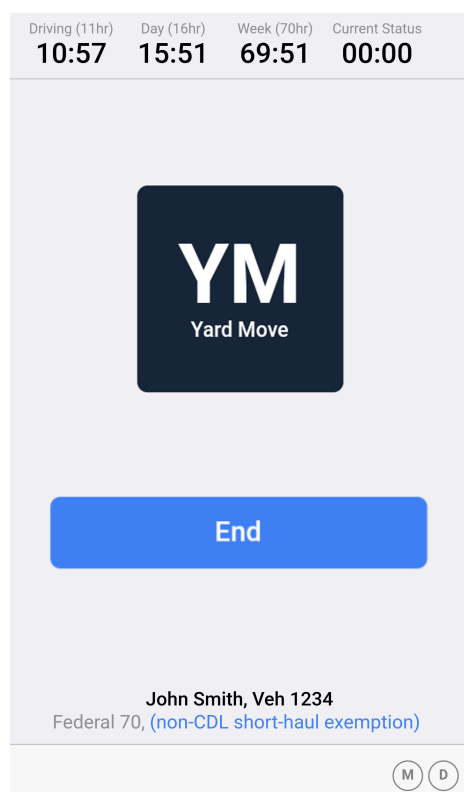 Driving (11hr) Day (16hr) Week (70hr) Current Status
10:57 15:51 69:51 00:00
YM
Yard Move
End
John Smith, Veh 1234
Federal 70, (non-CDL short-haul exemption)
M D